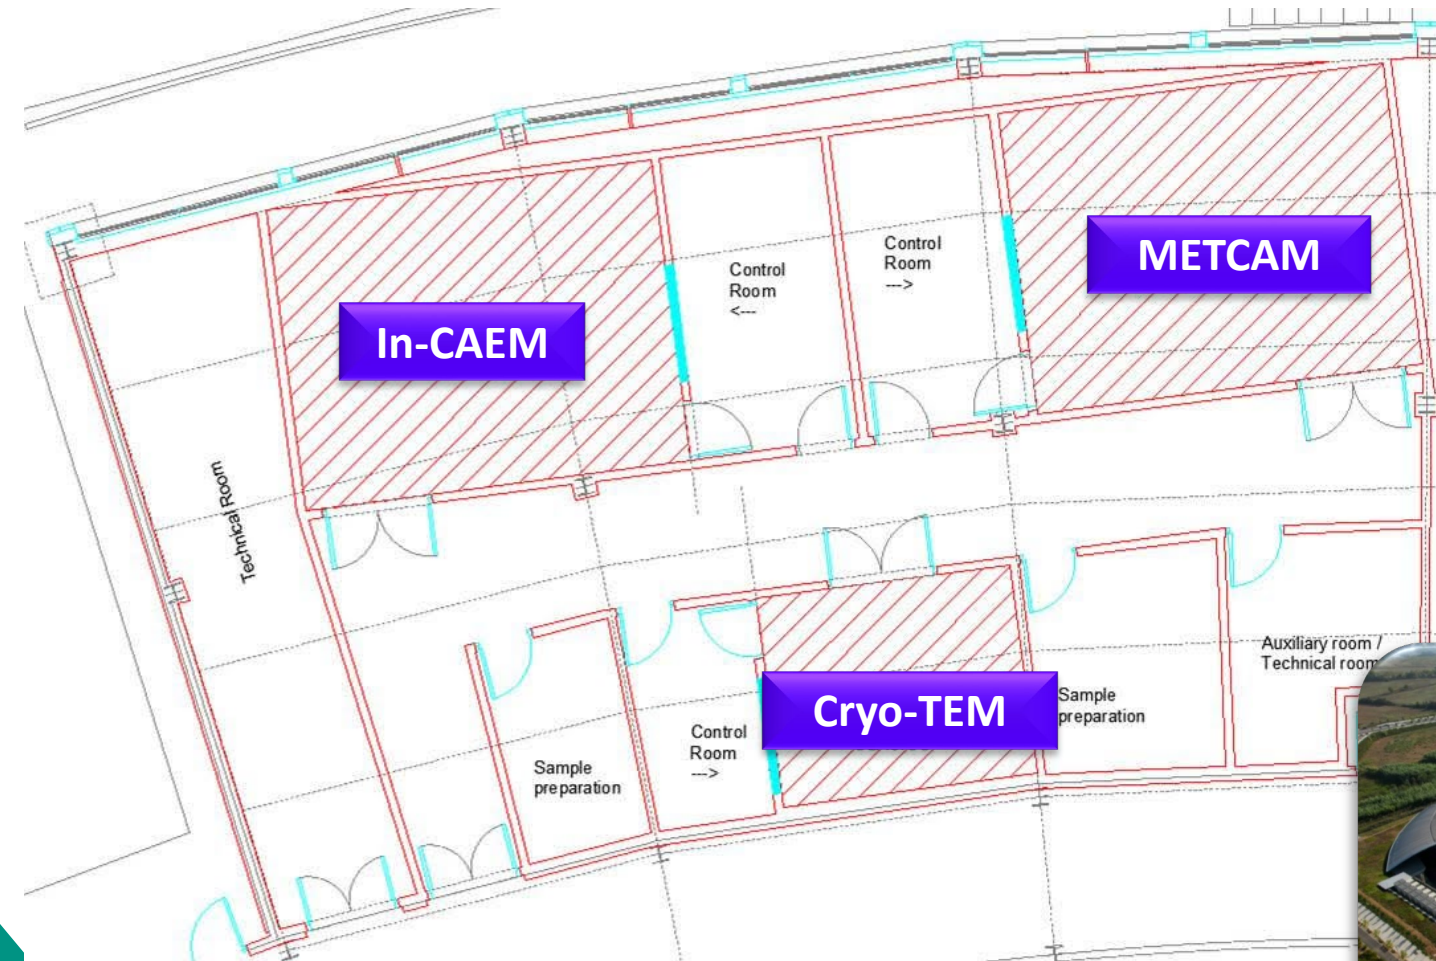 METCAM
Control
Room
--->
Control
Room
<---
In-CAEM
Technical Room
Auxiliary room /
Technical room
Cryo-TEM
Sample
preparation
Control
Room
--->
Sample
preparation